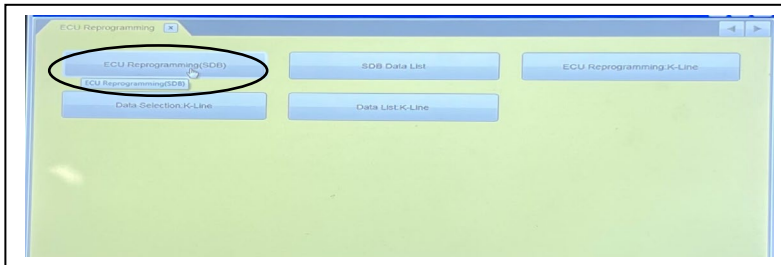 ECU Reprogramming
ECU Reprogramming(SDB)
SDB Data List
ECU Reprogramming:K-Line
ECU Reprogramming(SDB)
Data Selection:K-Line
Data List:K-Line